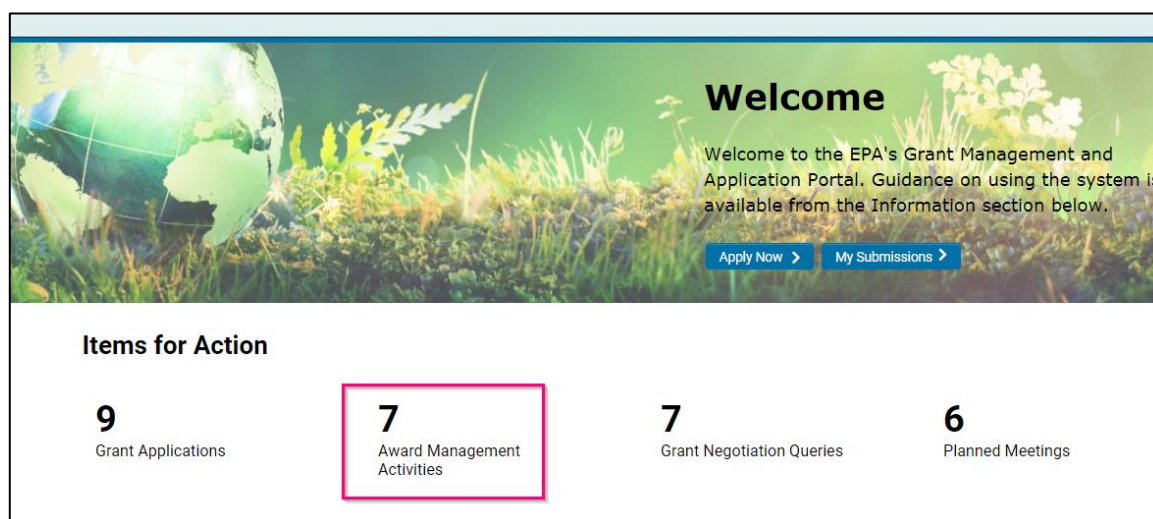 Welcome
Welcome to the EPA's Grant Management and
Application Portal. Guidance on using the system is
available from the Information section below.
Apply Now
My Submissions
Items for Action
9
Grant Applications
7
Award Management
Activities
7
Grant Negotiation Queries
6
Planned Meetings